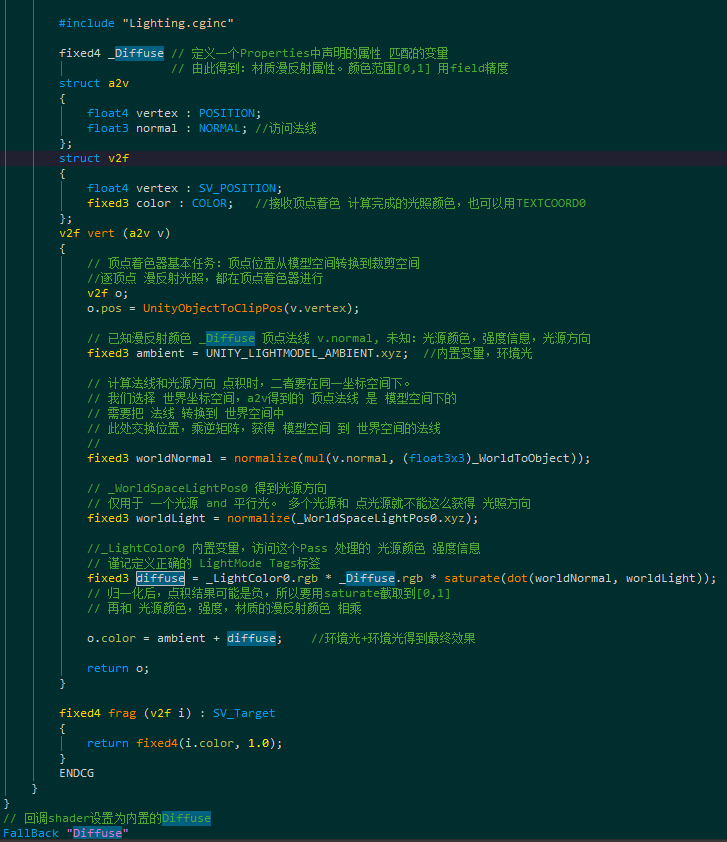 #include "Lighting.cginc"
fixed4 _Diffuse // 定义一个Properties中声明的属性 匹配的变量
// 由此得到: 材质漫反射属性。颜色范围[0,1] 用field精度
struct a2v
{
float4 vertex : POSITION;
float3 normal : NORMAL; //访问法线
};
struct v2f
{
float4 vertex : SV_POSITION;
fixed3 color : COLOR; //接收顶点着色 计算完成的光照颜色，也可以用TEXTCOORD0
};
v2f vert (a2v v)
{
// 顶点着色器基本任务: 顶点位置从模型空间转换到裁剪空间
//逐顶点 漫反射光照，都在顶点着色器进行
v2f o;
o.pos = UnityObjectToClipPos(v.vertex);
// 已知漫反射颜色 _Diffuse 顶点法线 v.normal, 未知: 光源颜色，强度信息，光源方向
fixed3 ambient = UNITY_LIGHTMODEL_AMBIENT.xyz; //内置变量，环境光
// 计算法线和光源方向 点积时，二者要在同一坐标空间下。
// 我们选择 世界坐标空间，a2v得到的 顶点法线 是 模型空间下的
// 需要把 法线 转换到 世界空间中
// 此处交换位置，乘逆矩阵，获得 模型空间 到 世界空间的法线
//
fixed3 worldNormal = normalize(mul(v.normal, (float3x3)_WorldToObject));
// _WorldSpaceLightPos0 得到光源方向
// 仅用于 一个光源 and 平行光。 多个光源和 点光源就不能这么获得 光照方向
fixed3 worldLight = normalize(_WorldSpaceLightPos0.xyz);
//_LightColor0 内置变量，访问这个Pass 处理的 光源颜色 强度信息
// 谨记定义正确的 LightMode Tags标签
fixed3 diffuse = _LightColor0.rgb * _Diffuse.rgb * saturate(dot(worldNormal, worldLight));
// 归一化后，点积结果可能是负，所以要用saturate截取到[0,1]
// 再和 光源颜色，强度，材质的漫反射颜色 相乘
o.color = ambient + diffuse; //环境光+环境光得到最终效果
return o;
}
fixed4 frag (v2f i) : SV_Target
{
return fixed4(i.color, 1.0);
}
ENDCG
}
}
// 回调shader设置为内置的Diffuse
FallBack "Diffuse"